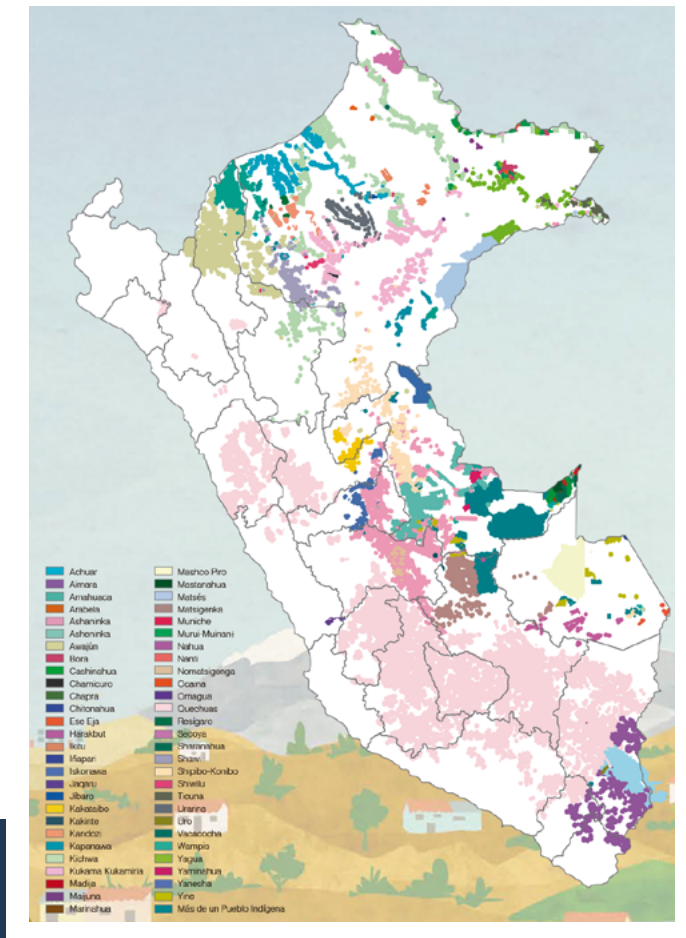 Achuar
Aimara
Amahuaca
Arabela
Ashaninka
Asheninka
Awajún
Bora
Cashinahua
Chamicuro
Chapra
Chitonahua
Ese Eja
Harakbut
Ikitu
Iñapari
Iskonawa
Jaqaru
Jíbaro
Kakataibo
Kakinte
Kandozi
Kapanawa
Kichwa
Kukama Kukamiria
Madija
Maijuna
Marinahua
Mashco Piro
Mastanahua
Matsés
Matsigenka
Muniche
Murui-Muinani
Nahua
Nanti
Nomatsigenga
Ocaina
Omagua
Quechuas
Resígaro
Secoya
Sharanahua
Shawi
Shipibo-Konibo
Shiwilu
Ticuna
Urarina
Uro
Vacacocha
Wampis
Yagua
Yaminahua
Yanesha
Yine
Más de un Pueblo Indígena